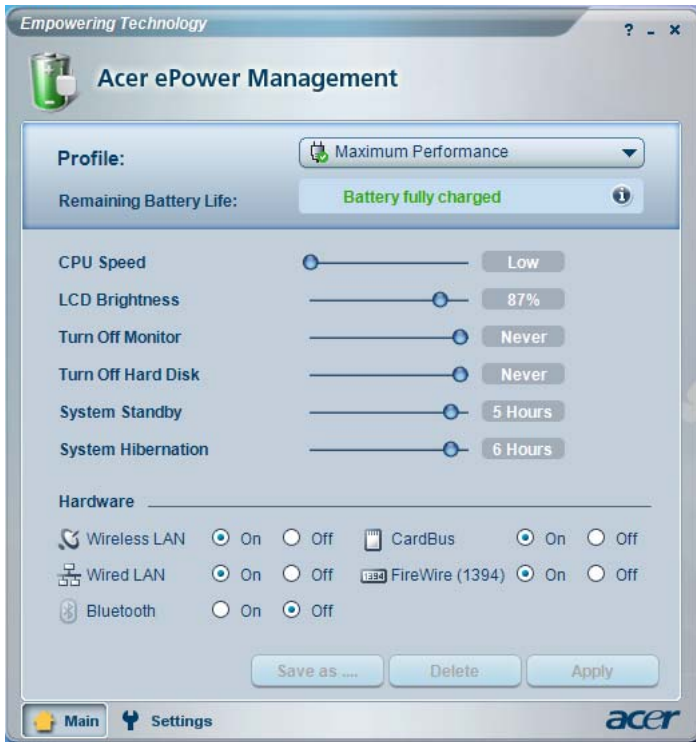 Empowering Technology
? - x
Acer ePower Management
Profile: Maximum Performance
Remaining Battery Life: Battery fully charged i
CPU Speed Low
LCD Brightness 87%
Turn Off Monitor Never
Turn Off Hard Disk Never
System Standby 5 Hours
System Hibernation 6 Hours
Hardware
Wireless LAN On Off CardBus On Off
Wired LAN On Off 1394 FireWire (1394) On Off
Bluetooth On Off
Save as .... Delete Apply
Main Settings acer